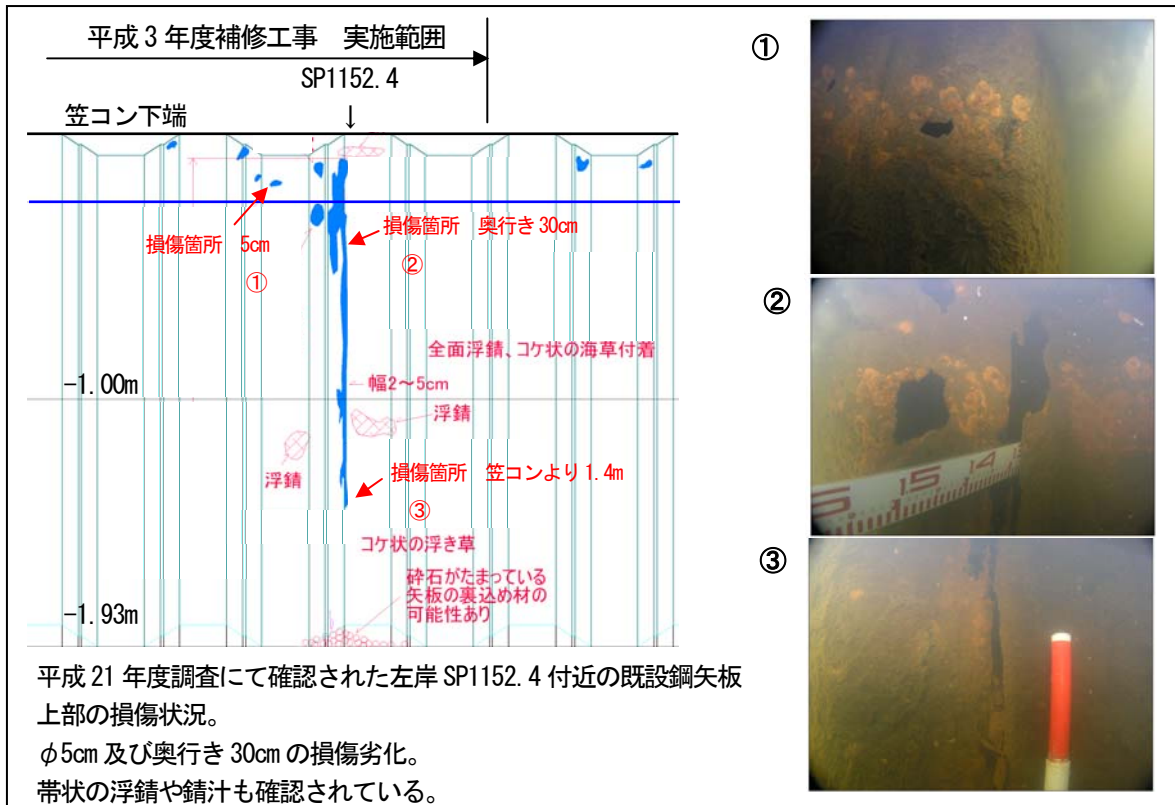 平成3年度補修工事 実施範囲
SP1152.4
↓
笠コン下端
損傷箇所 5cm
①
損傷箇所 奥行き30cm
②
全面浮錆、コケ状の海草付着
-1.00m
幅2～5cm
浮錆
浮錆
損傷箇所 笠コンより1.4m
③
コケ状の浮き草
砕石がたまっている
矢板の裏込め材の
可能性あり
-1.93m
平成21年度調査にて確認された左岸SP1152.4付近の既設鋼矢板
上部の損傷状況。
φ5cm及び奥行き30cmの損傷劣化。
帯状の浮錆や錆汁も確認されている。
①
②
15 14
③